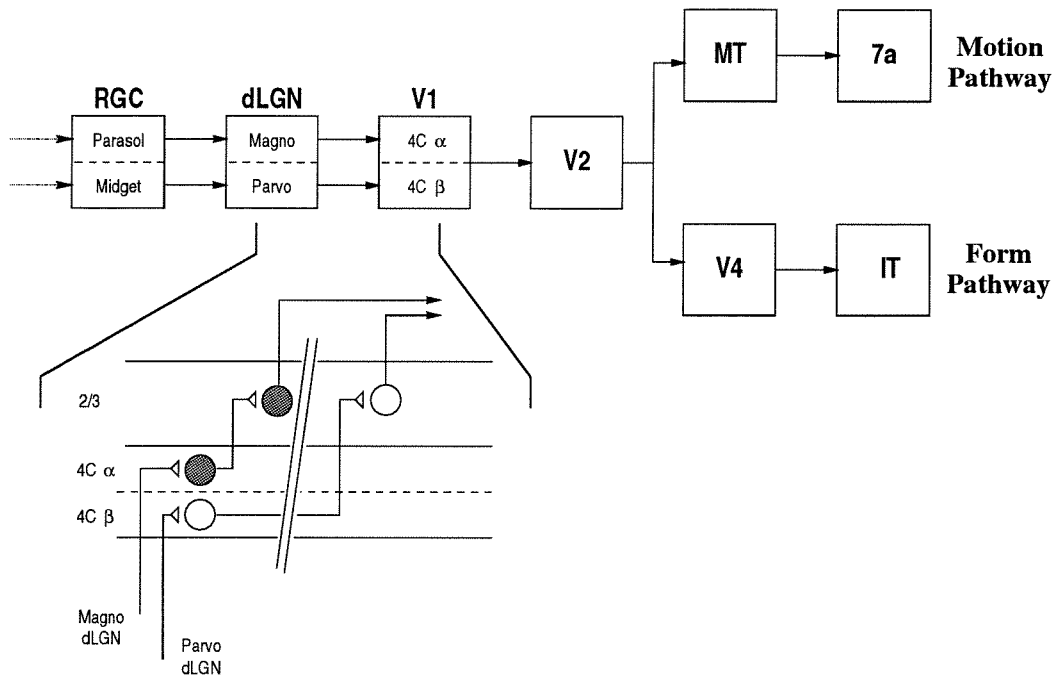 RGC
dLGN
V1
Parasol
Midget
Magno
Parvo
4C α
4C β
V2
MT
7a
Motion
Pathway
V4
IT
Form
Pathway
2/3
4C α
4C β
Magno
dLGN
Parvo
dLGN